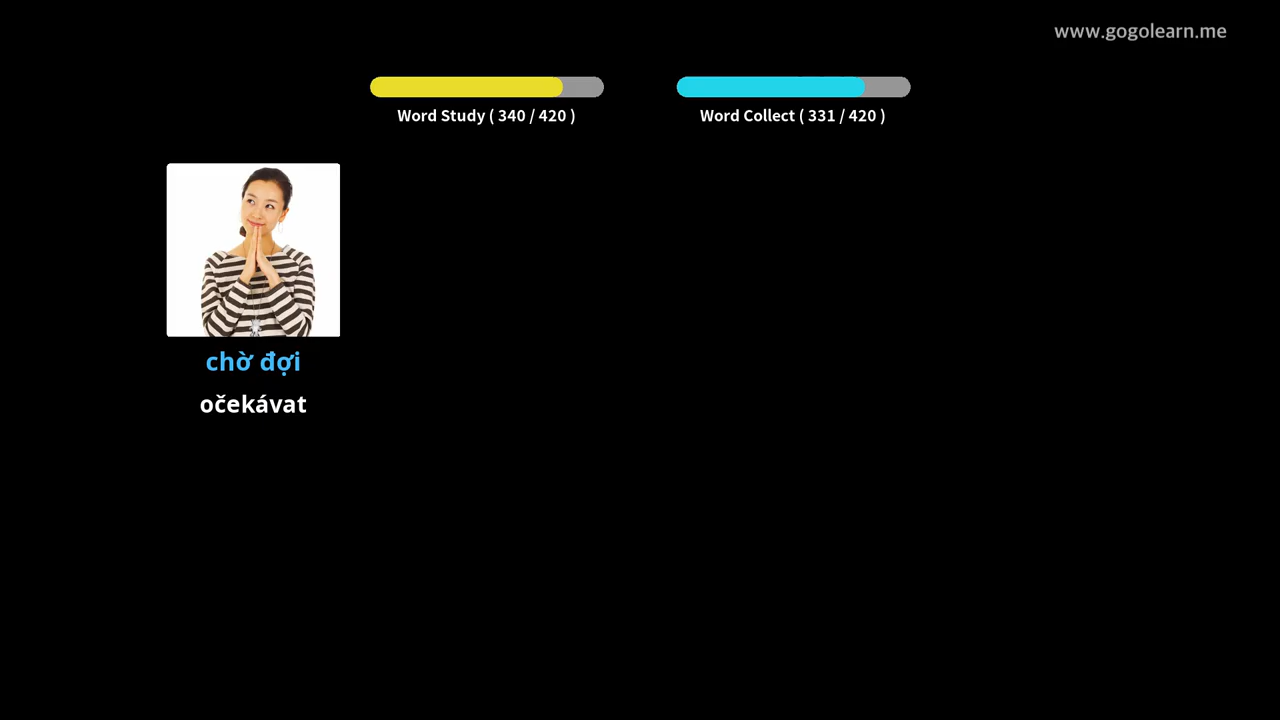 www.gogolearn.me
Word Study ( 340 / 420 )
Word Collect ( 331 / 420 )
chờ đợi
očekávat